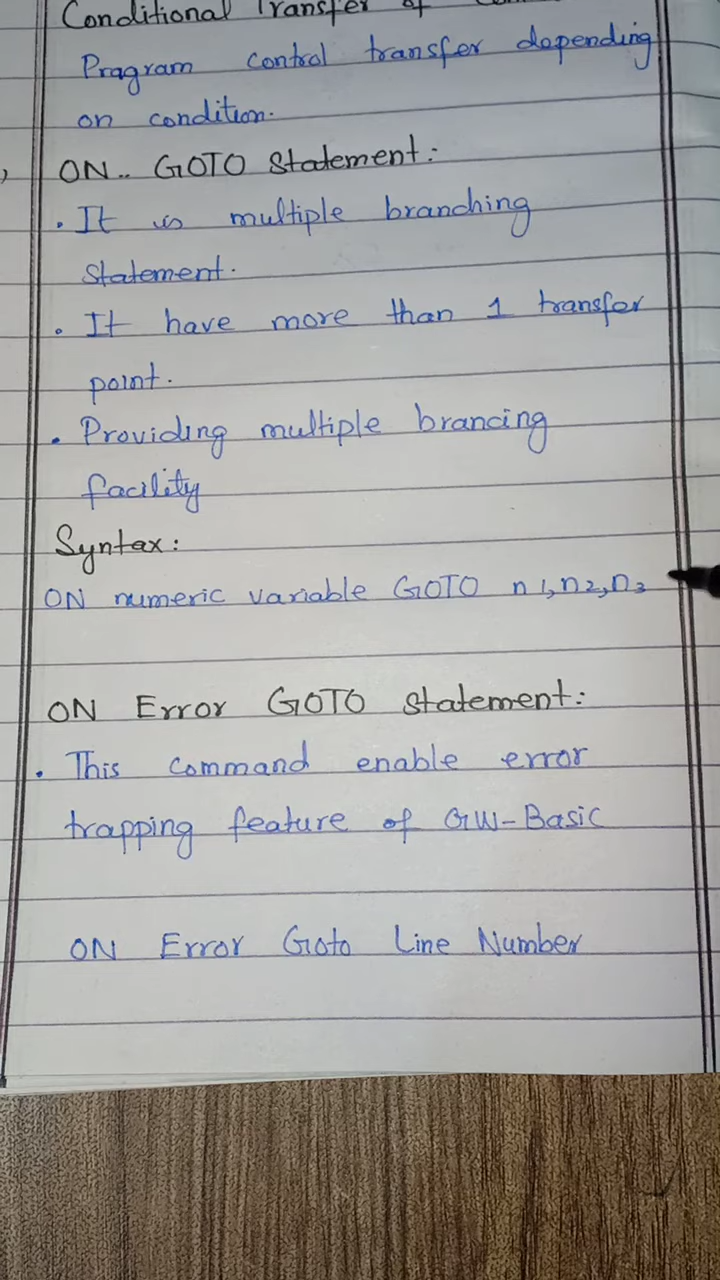 Conditional Transfer of
Program control transfer depending
on condition.
ON.. GOTO Statement:
. It is multiple branching
Statement.
. It have more than 1 transfer
point.
. Providing multiple brancing
facility
Syntax:
ON numeric variable GOTO n1,n2,n3
ON Error GOTO Statement:
. This command enable error
trapping feature of GW-Basic
ON Error Goto Line Number